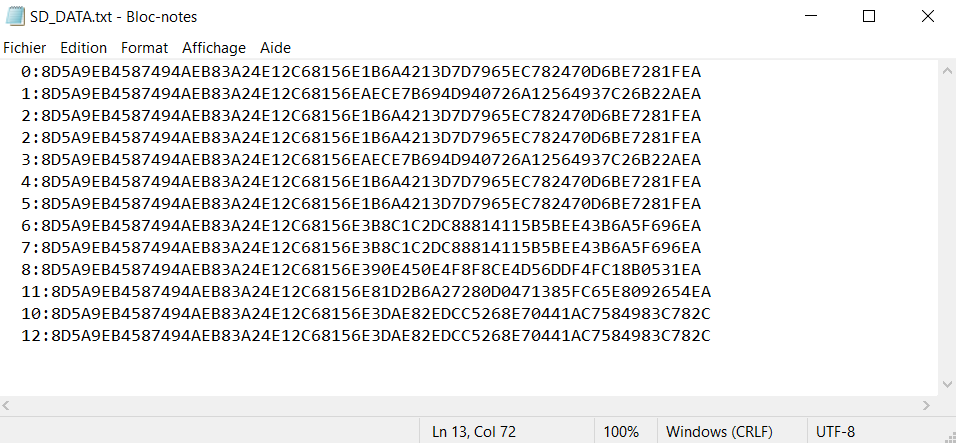 SD_DATA.txt - Bloc-notes
Fichier Edition Format Affichage Aide
0:8D5A9EB4587494AEB83A24E12C68156E1B6A4213D7D7965EC782470D6BE7281FEA
1:8D5A9EB4587494AEB83A24E12C68156EAECE7B694D940726A12564937C26B22AEA
2:8D5A9EB4587494AEB83A24E12C68156E1B6A4213D7D7965EC782470D6BE7281FEA
2:8D5A9EB4587494AEB83A24E12C68156E1B6A4213D7D7965EC782470D6BE7281FEA
3:8D5A9EB4587494AEB83A24E12C68156EAECE7B694D940726A12564937C26B22AEA
4:8D5A9EB4587494AEB83A24E12C68156E1B6A4213D7D7965EC782470D6BE7281FEA
5:8D5A9EB4587494AEB83A24E12C68156E1B6A4213D7D7965EC782470D6BE7281FEA
6:8D5A9EB4587494AEB83A24E12C68156E3B8C1C2DC88814115B5BEE43B6A5F696EA
7:8D5A9EB4587494AEB83A24E12C68156E3B8C1C2DC88814115B5BEE43B6A5F696EA
8:8D5A9EB4587494AEB83A24E12C68156E390E450E4F8F8CE4D56DDF4FC18B0531EA
11:8D5A9EB4587494AEB83A24E12C68156E81D2B6A27280D0471385FC65E8092654EA
10:8D5A9EB4587494AEB83A24E12C68156E3DAE82EDCC5268E70441AC7584983C782C
12:8D5A9EB4587494AEB83A24E12C68156E3DAE82EDCC5268E70441AC7584983C782C
Ln 13, Col 72 100% Windows (CRLF) UTF-8